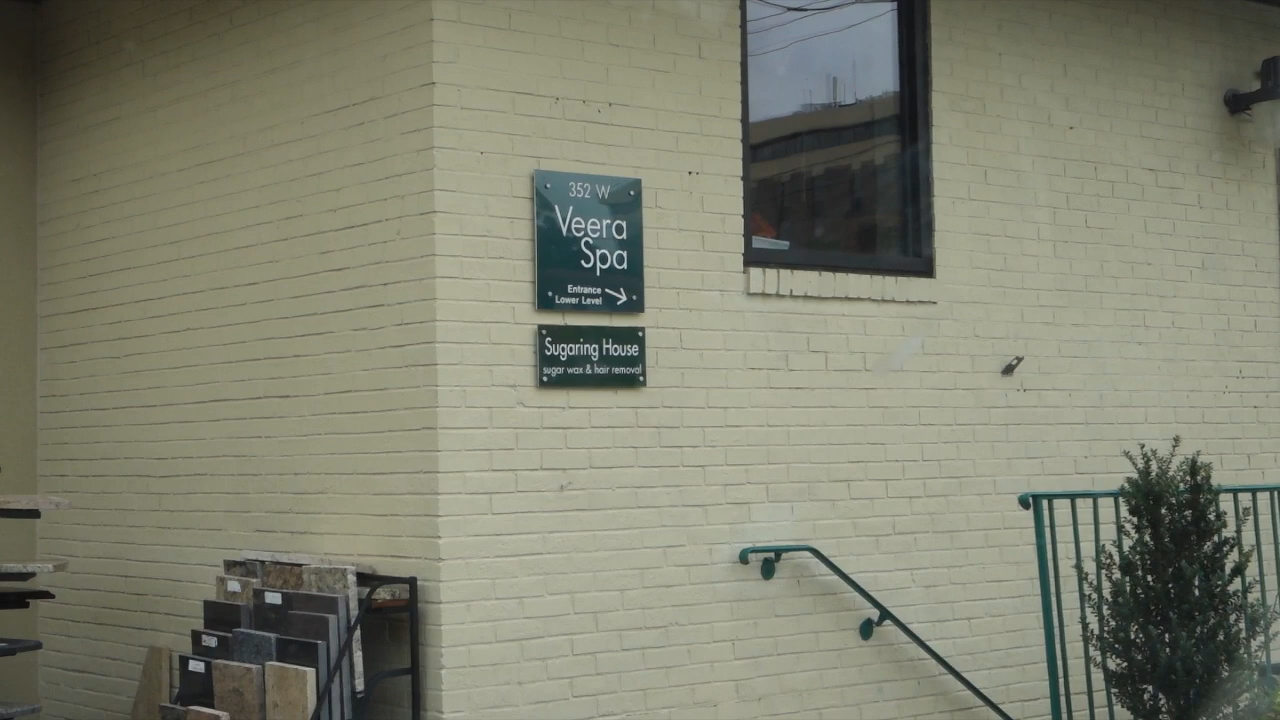 352 W
Veera
Spa
Entrance
Lower Level
Sugaring House
sugar wax & hair removal